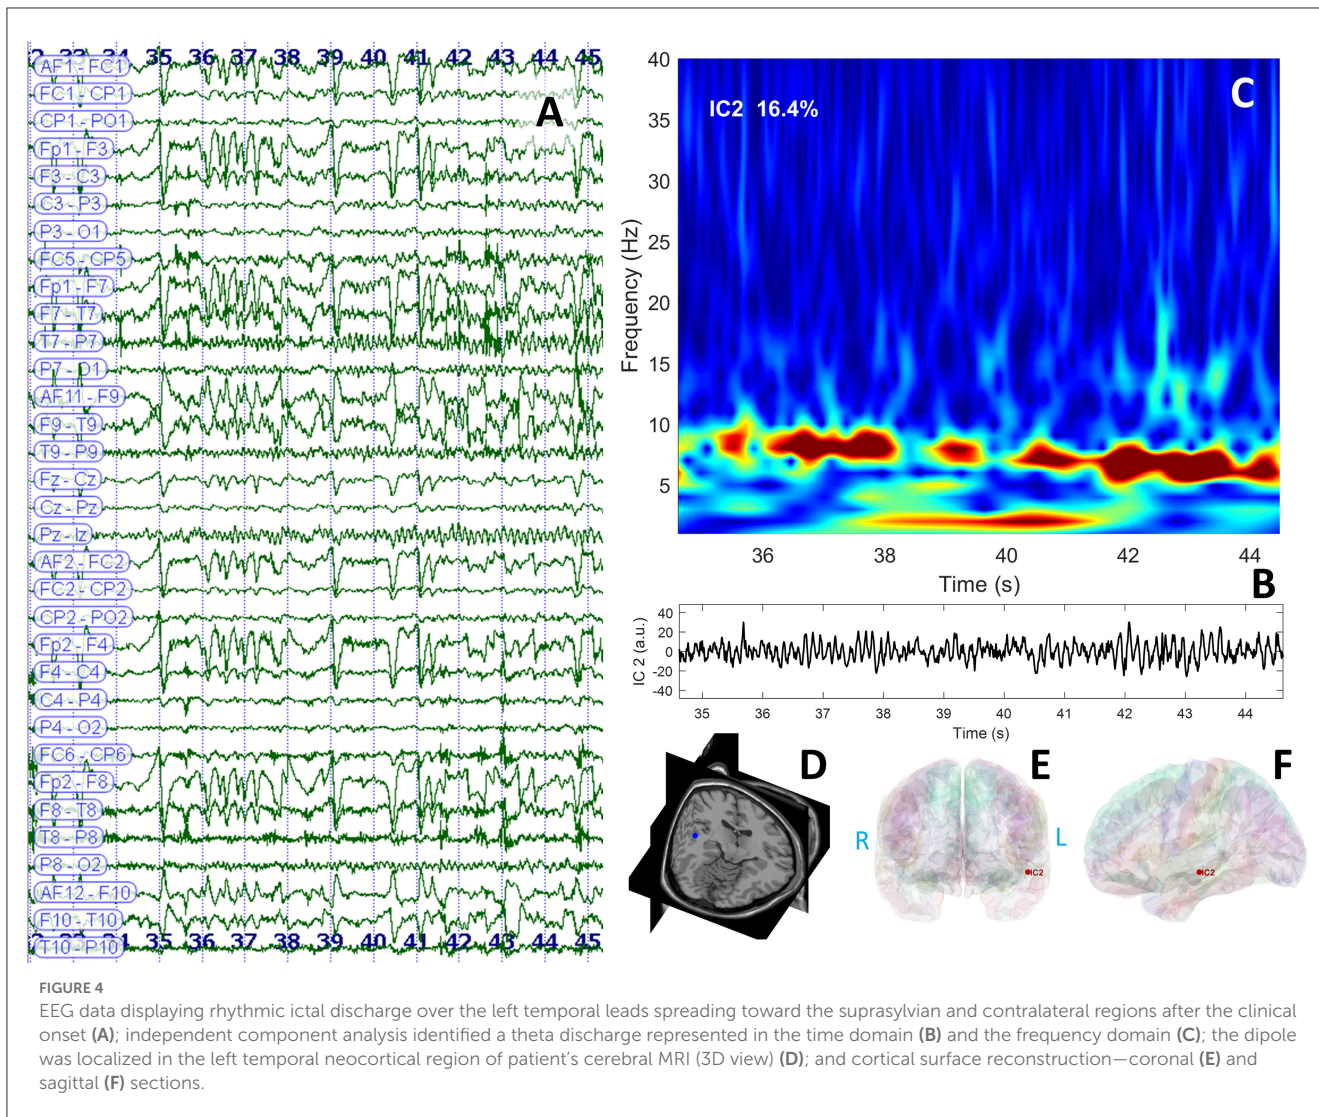 2 33 34 35 36 37 38 39 40 41 42 43 44 45
AF1 - FC1
FC1 - CP1
A
CP1 - PO1
Fp1 - F3
F3 - C3
C3 - P3
P3 - O1
FC5 - CP5
Fp1 - F7
F7 - T7
T7 - P7
P7 - O1
AF11 - F9
F9 - T9
T9 - P9
Fz - Cz
Cz - Pz
Pz - Iz
AF2 - FC2
FC2 - CP2
CP2 - PO2
Fp2 - F4
F4 - C4
C4 - P4
P4 - O2
FC6 - CP6
Fp2 - F8
F8 - T8
T8 - P8
P8 - O2
AF12 - F10
F10 - T10
T10 - P10
2 33 34 35 36 37 38 39 40 41 42 43 44 45
C
IC2 16.4%
Frequency (Hz)
40
35
30
25
20
15
10
5
36 38 40 42 44
Time (s)
B
IC 2 (a.u.)
40
20
0
-20
-40
35 36 37 38 39 40 41 42 43 44
Time (s)
D
E
F
R
L
IC2
IC2
FIGURE 4
EEG data displaying rhythmic ictal discharge over the left temporal leads spreading toward the suprasylvian and contralateral regions after the clinical
onset (A); independent component analysis identified a theta discharge represented in the time domain (B) and the frequency domain (C); the dipole
was localized in the left temporal neocortical region of patient's cerebral MRI (3D view) (D); and cortical surface reconstruction—coronal (E) and
sagittal (F) sections.